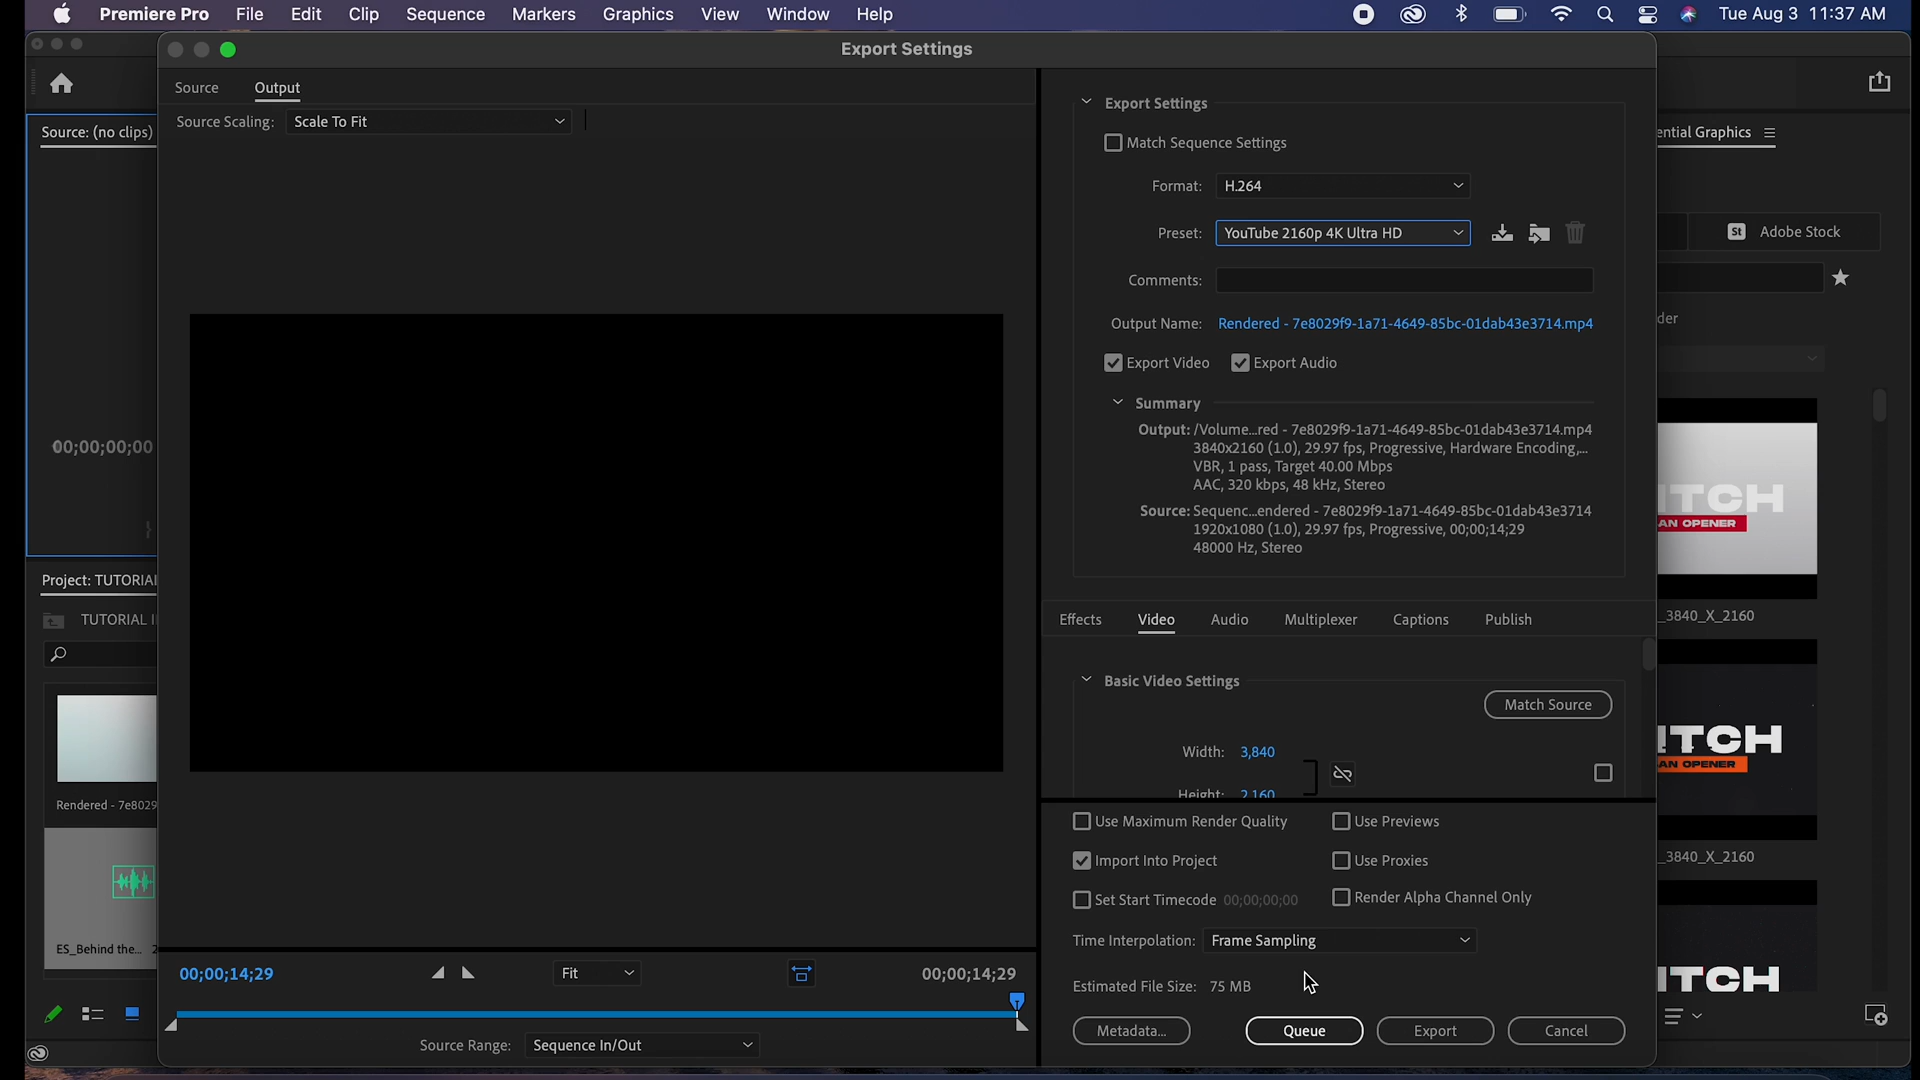 Premiere Pro File Edit Clip Sequence Markers Graphics View Window Help Tue Aug 3 11:37 AM
Export Settings
Source Output
Source Scaling: Scale To Fit
Source: (no clips)
00;00;00;00
Project: TUTORIAL
TUTORIAL
Rendered - 7e8029
ES_Behind the... 2
00;00;14;29 Fit 00;00;14;29
Source Range: Sequence In/Out
Export Settings
Match Sequence Settings
Format: H.264
Preset: YouTube 2160p 4K Ultra HD
Comments:
Output Name: Rendered - 7e8029f9-1a71-4649-85bc-01dab43e3714.mp4
Export Video Export Audio
Summary
Output: /Volume...red - 7e8029f9-1a71-4649-85bc-01dab43e3714.mp4
3840x2160 (1.0), 29.97 fps, Progressive, Hardware Encoding,...
VBR, 1 pass, Target 40.00 Mbps
AAC, 320 kbps, 48 kHz, Stereo
Source: Sequenc...endered - 7e8029f9-1a71-4649-85bc-01dab43e3714
1920x1080 (1.0), 29.97 fps, Progressive, 00;00;14;29
48000 Hz, Stereo
Effects Video Audio Multiplexer Captions Publish
Basic Video Settings
Match Source
Width: 3,840
Height: 2,160
Use Maximum Render Quality Use Previews
Import Into Project Use Proxies
Set Start Timecode 00;00;00;00 Render Alpha Channel Only
Time Interpolation: Frame Sampling
Estimated File Size: 75 MB
Metadata... Queue Export Cancel
ential Graphics
St Adobe Stock
der
ITCH
AN OPENER
_3840_X_2160
ITCH
AN OPENER
_3840_X_2160
ITCH